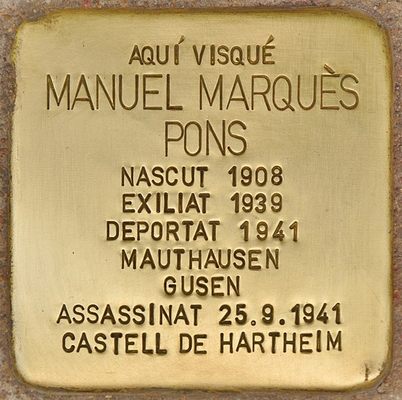 AQUÍ VISQUÉ
MANUEL MARQUÈS
PONS
NASCUT 1908
EXILIAT 1939
DEPORTAT 1941
MAUTHAUSEN
GUSEN
ASSASSINAT 25.9.1941
CASTELL DE HARTHEIM